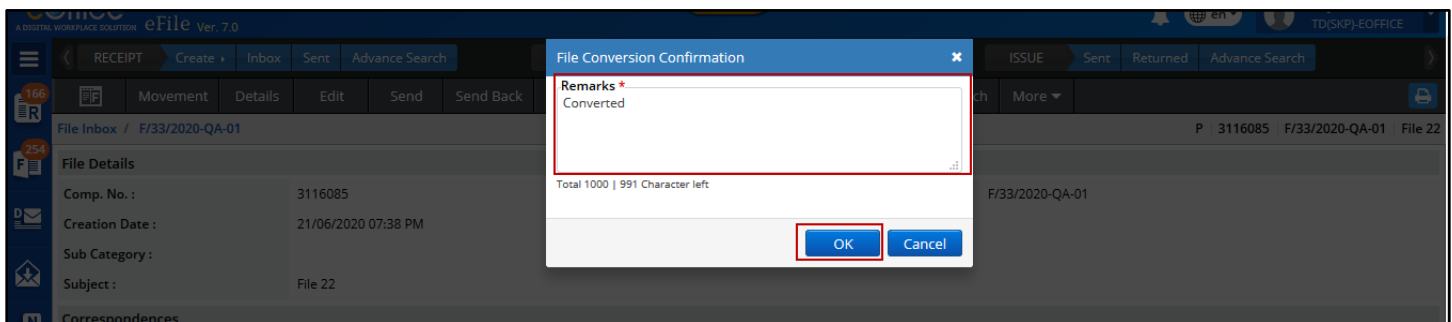 A DIGITAL WORKPLACE SOLUTION eFile Ver. 7.0
en
TD(SKP)-EOFFICE
RECEIPT Create Inbox Sent Advance Search
ISSUE Sent Returned Advance Search
166
R
Movement Details Edit Send Send Back
ch More
File Inbox / F/33/2020-QA-01
P 3116085 F/33/2020-QA-01 File 22
254
F
File Details
Comp. No. : 3116085 F/33/2020-QA-01
Creation Date : 21/06/2020 07:38 PM
D
Sub Category :
Subject : File 22
Correspondences
N
File Conversion Confirmation
Remarks *
Converted
Total 1000 | 991 Character left
OK Cancel